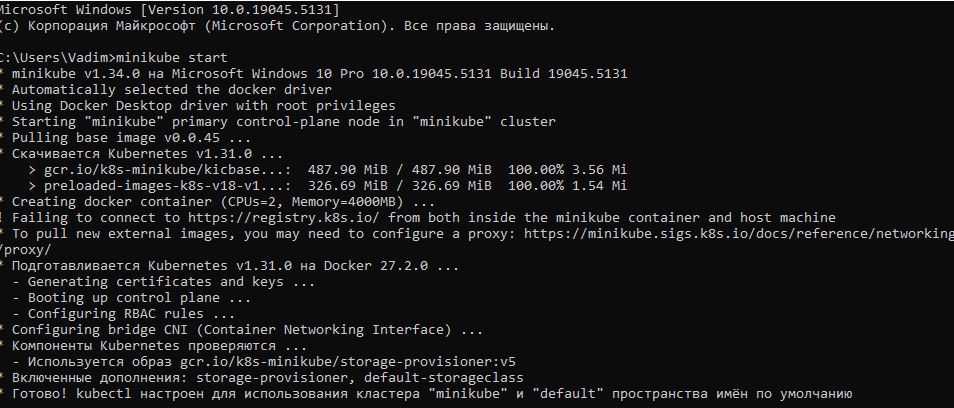 Microsoft Windows [Version 10.0.19045.5131]
(c) Корпорация Майкрософт (Microsoft Corporation). Все права защищены.
C:\Users\Vadim>minikube start
* minikube v1.34.0 на Microsoft Windows 10 Pro 10.0.19045.5131 Build 19045.5131
* Automatically selected the docker driver
* Using Docker Desktop driver with root privileges
* Starting "minikube" primary control-plane node in "minikube" cluster
* Pulling base image v0.0.45 ...
* Скачивается Kubernetes v1.31.0 ...
    > gcr.io/k8s-minikube/kicbase...:  487.90 MiB / 487.90 MiB  100.00% 3.56 Mi
    > preloaded-images-k8s-v18-v1...:  326.69 MiB / 326.69 MiB  100.00% 1.54 Mi
* Creating docker container (CPUs=2, Memory=4000MB) ...
! Failing to connect to https://registry.k8s.io/ from both inside the minikube container and host machine
* To pull new external images, you may need to configure a proxy: https://minikube.sigs.k8s.io/docs/reference/networking
/proxy/
* Подготавливается Kubernetes v1.31.0 на Docker 27.2.0 ...
  - Generating certificates and keys ...
  - Booting up control plane ...
  - Configuring RBAC rules ...
* Configuring bridge CNI (Container Networking Interface) ...
* Компоненты Kubernetes проверяются ...
  - Используется образ gcr.io/k8s-minikube/storage-provisioner:v5
* Включенные дополнения: storage-provisioner, default-storageclass
* Готово! kubectl настроен для использования кластера "minikube" и "default" пространства имён по умолчанию